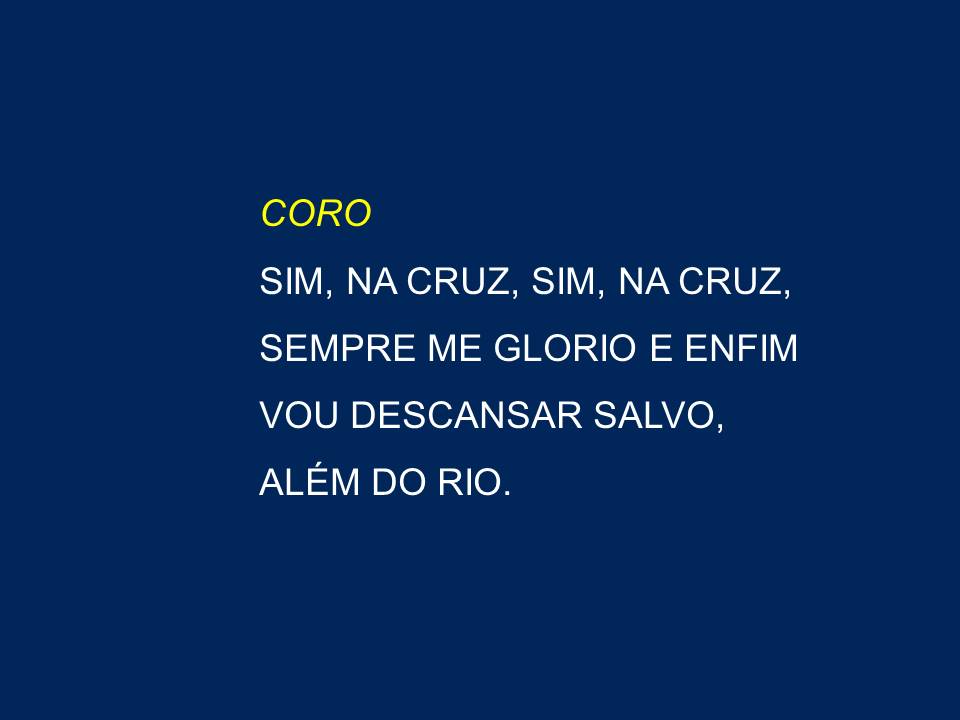 CORO
SIM, NA CRUZ, SIM, NA CRUZ,
SEMPRE ME GLORIO E ENFIM
VOU DESCANSAR SALVO,
ALÉM DO RIO.